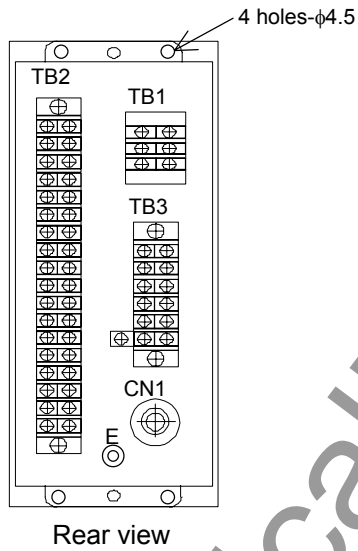 4 holes-ϕ4.5
TB2
TB1
TB3
CN1
E
Rear view